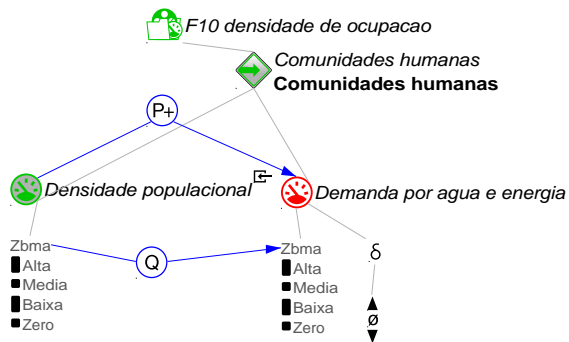 F10 densidade de ocupacao
Comunidades humanas
Comunidades humanas
P+
Densidade populacional
Demanda por agua e energia
Zbma
Alta
Media
Baixa
Zero
Q
Zbma
Alta
Media
Baixa
Zero
δ
ø